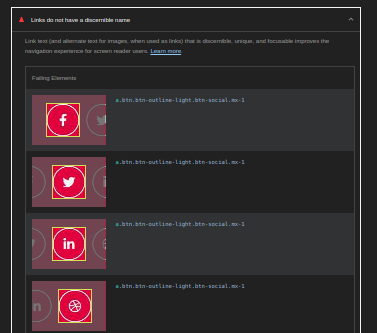 Links do not have a discernible name
Link text (and alternate text for images, when used as links) that is discernible, unique, and focusable improves the
navigation experience for screen reader users. Learn more.
Failing Elements
a.btn.btn-outline-light.btn-social.mx-1
a.btn.btn-outline-light.btn-social.mx-1
in
a.btn.btn-outline-light.btn-social.mx-1
in
a.btn.btn-outline-light.btn-social.mx-1